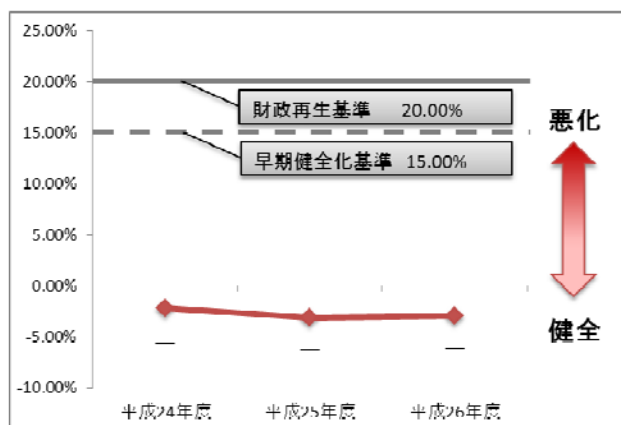 25.00%
20.00%
財政再生基準 20.00%
悪化
15.00%
早期健全化基準 15.00%
10.00%
5.00%
0.00%
健全
-5.00%
— — —
-10.00%
平成24年度 平成25年度 平成26年度